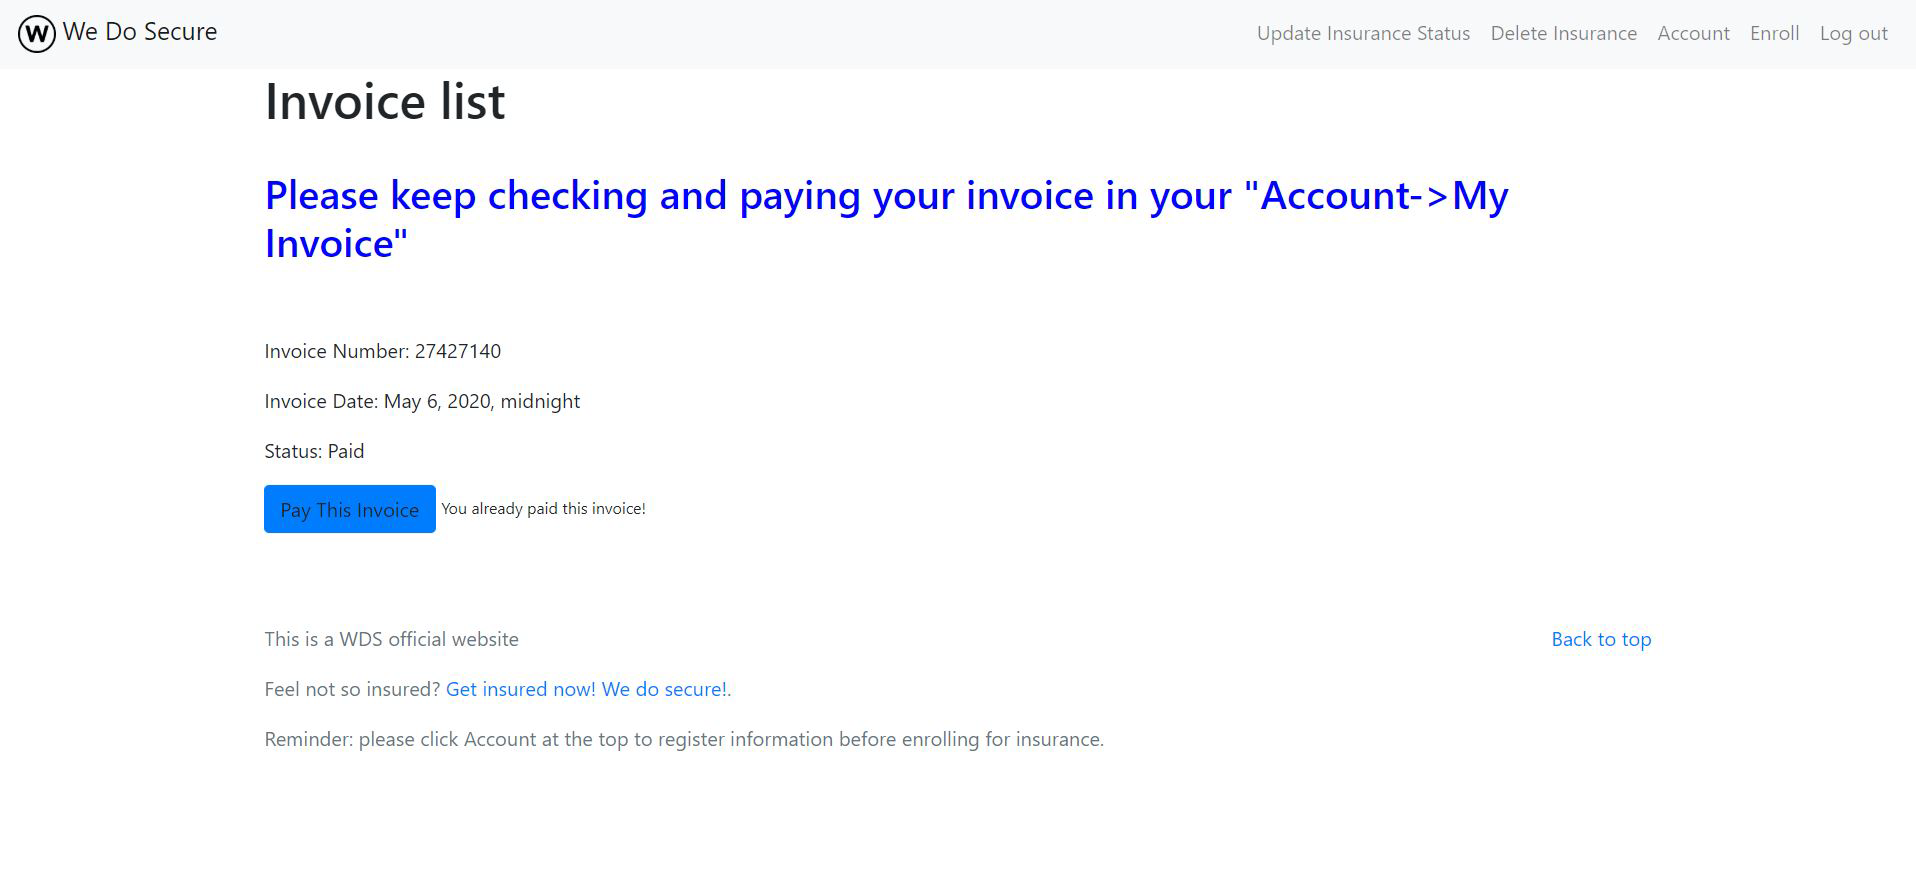 W We Do Secure
Update Insurance Status Delete Insurance Account Enroll Log out
Invoice list
Please keep checking and paying your invoice in your "Account->My
Invoice"
Invoice Number: 27427140
Invoice Date: May 6, 2020, midnight
Status: Paid
Pay This Invoice You already paid this invoice!
This is a WDS official website
Back to top
Feel not so insured? Get insured now! We do secure!.
Reminder: please click Account at the top to register information before enrolling for insurance.